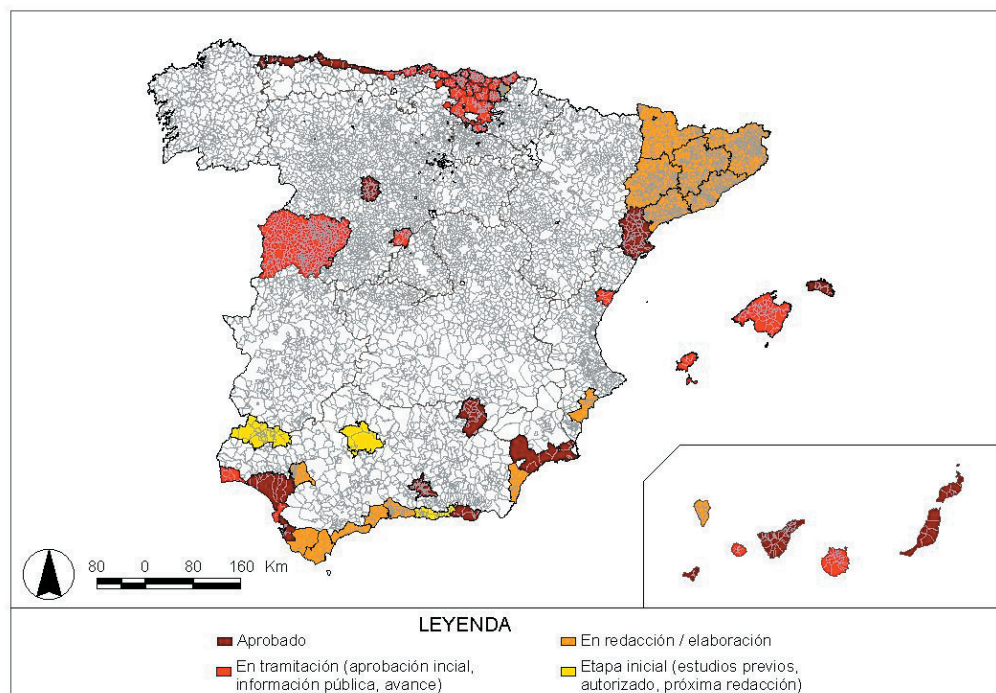 80 0 80 160 Km
LEYENDA
Aprobado
En tramitación (aprobación incial,
información pública, avance)
En redacción / elaboración
Etapa inicial (estudios previos,
autorizado, próxima redacción)